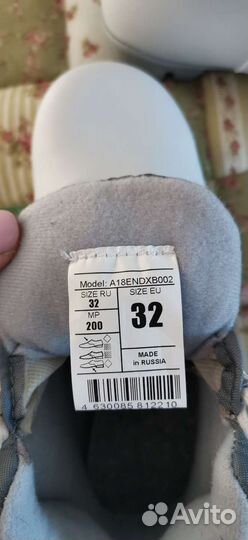 Model: A18ENDXB002
SIZE RU
32
MP
200
SIZE EU
32
MADE
in RUSSIA
4 630085 812210
Avito